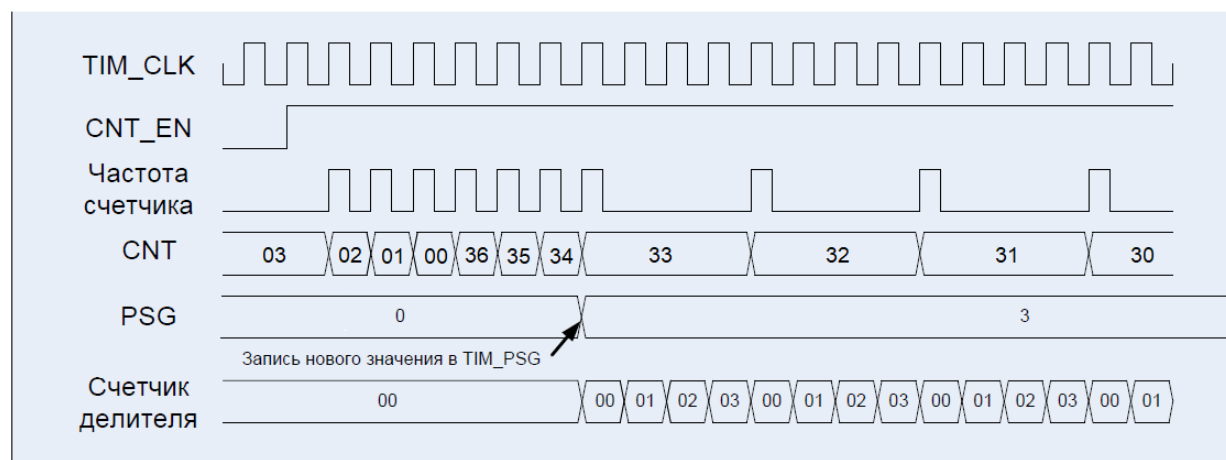 TIM_CLK
CNT_EN
Частота
счетчика
CNT 03 02 01 00 36 35 34 33 32 31 30
PSG 0 3
Запись нового значения в TIM_PSG
Счетчик
делителя
00 00 01 02 03 00 01 02 03 00 01 02 03 00 01